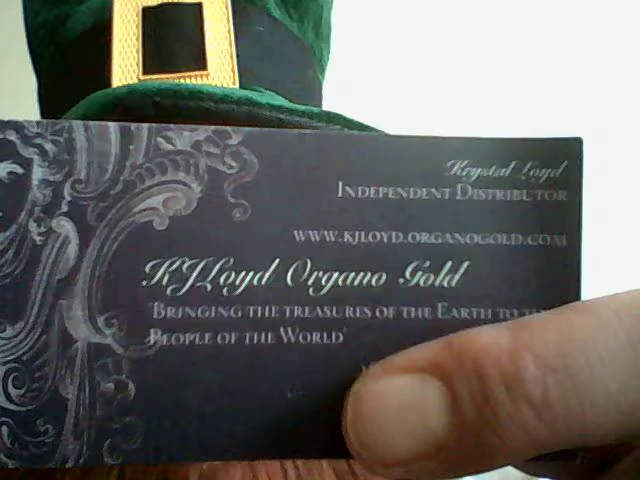 Krystal Loyd
Independent Distributor
www.kjloyd.organogold.com
KJLoyd Organo Gold
'Bringing the treasures of the Earth to
People of the World'